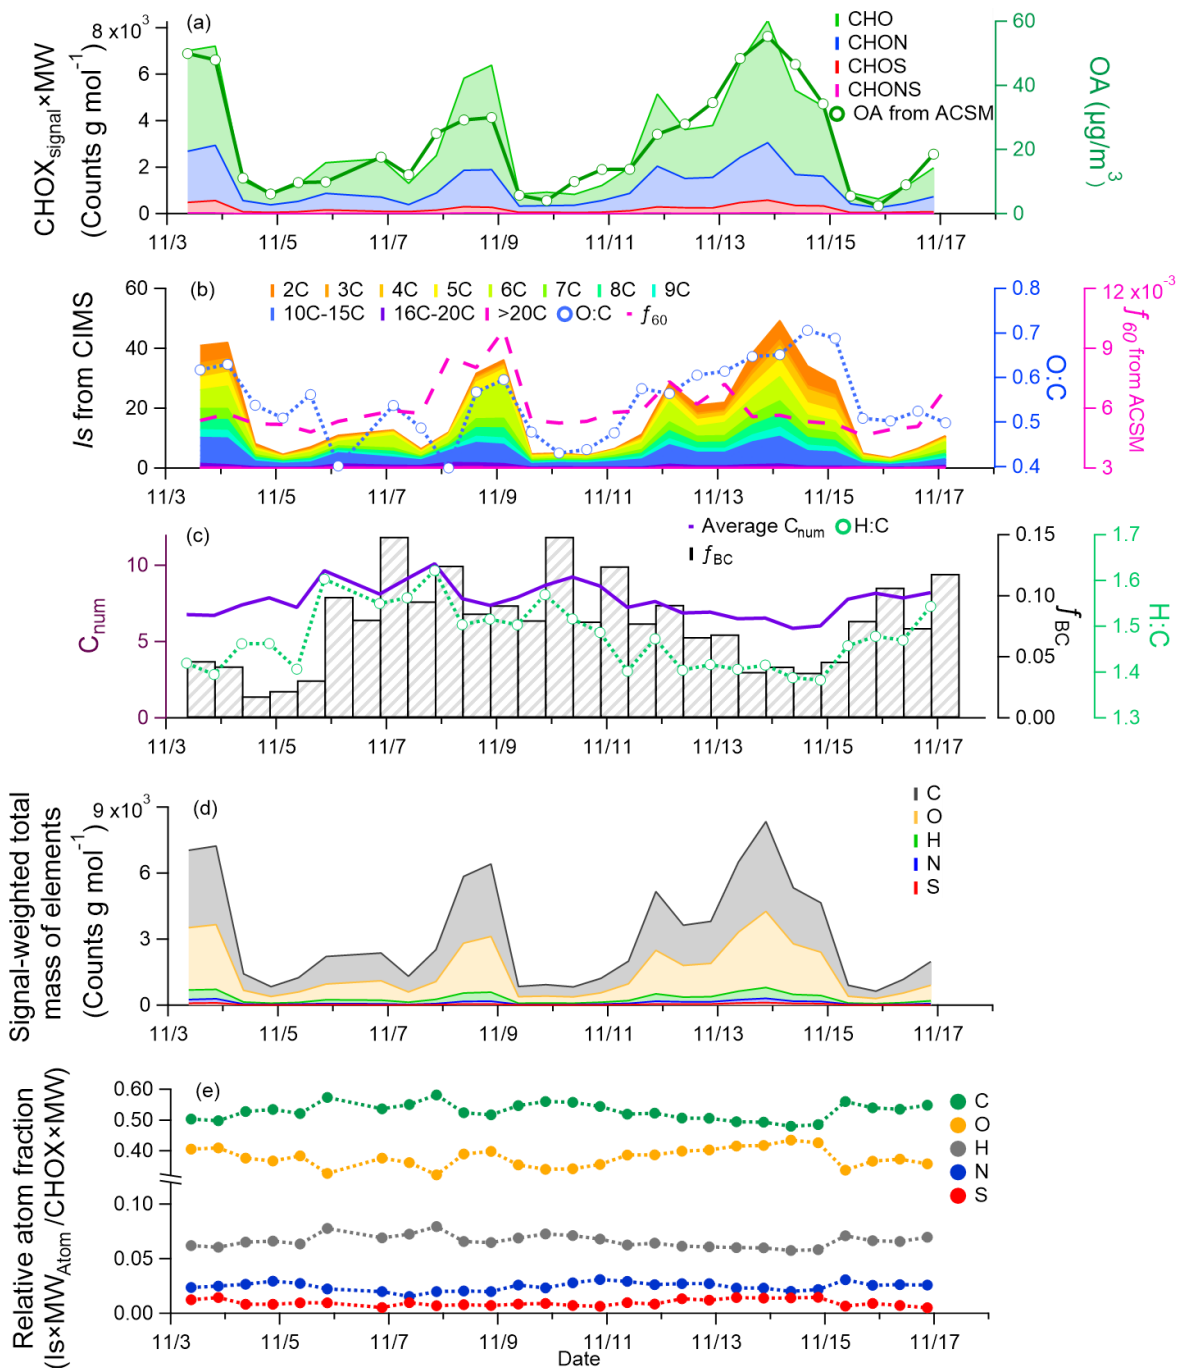 (a)
8 x10³
6
4
2
0
CHOX_signal×MW
(Counts g mol⁻¹)
CHO
CHON
CHOS
CHONS
OA from ACSM
60
40
20
0
OA (μg/m³)
11/3 11/5 11/7 11/9 11/11 11/13 11/15 11/17
(b)
60
40
20
0
Is from CIMS
2C 3C 4C 5C 6C 7C 8C 9C
10C-15C 16C-20C >20C O:C f₆₀
0.8
0.7
0.6
0.5
0.4
O:C
12 x10⁻³
9
6
3
f₆₀ from ACSM
11/3 11/5 11/7 11/9 11/11 11/13 11/15 11/17
(c)
10
5
0
C_num
Average C_num H:C
f_BC
0.15
0.10
0.05
0.00
f_BC
1.7
1.6
1.5
1.4
1.3
H:C
11/3 11/5 11/7 11/9 11/11 11/13 11/15 11/17
(d)
9 x10³
6
3
0
Signal-weighted total
mass of elements
(Counts g mol⁻¹)
C
O
H
N
S
11/3 11/5 11/7 11/9 11/11 11/13 11/15 11/17
(e)
0.60
0.50
0.40
0.10
0.05
0.00
Relative atom fraction
(Is×MW_Atom/CHOX×MW)
C
O
H
N
S
11/3 11/5 11/7 11/9 11/11 11/13 11/15 11/17
Date